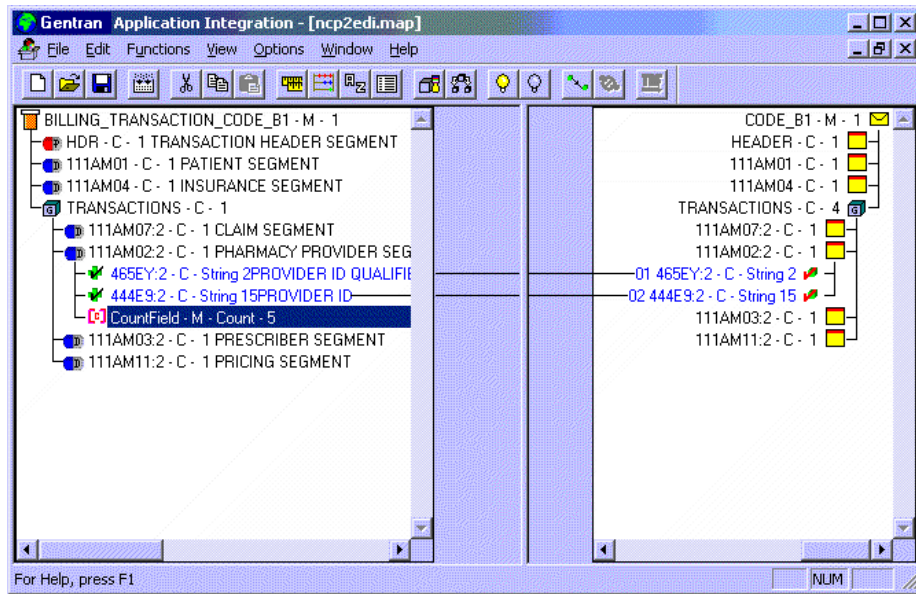 Gentran Application Integration - [ncp2edi.map]
File Edit Functions View Options Window Help
BILLING_TRANSACTION_CODE_B1 - M - 1
HDR - C - 1 TRANSACTION HEADER SEGMENT
111AM01 - C - 1 PATIENT SEGMENT
111AM04 - C - 1 INSURANCE SEGMENT
TRANSACTIONS - C - 1
111AM07:2 - C - 1 CLAIM SEGMENT
111AM02:2 - C - 1 PHARMACY PROVIDER SEG
465EY:2 - C - String 2PROVIDER ID QUALIFIE
444E9:2 - C - String 15PROVIDER ID
CountField - M - Count - 5
111AM03:2 - C - 1 PRESCRIBER SEGMENT
111AM11:2 - C - 1 PRICING SEGMENT
CODE_B1 - M - 1
HEADER - C - 1
111AM01 - C - 1
111AM04 - C - 1
TRANSACTIONS - C - 4
111AM07:2 - C - 1
111AM02:2 - C - 1
01 465EY:2 - C - String 2
02 444E9:2 - C - String 15
111AM03:2 - C - 1
111AM11:2 - C - 1
For Help, press F1
NUM